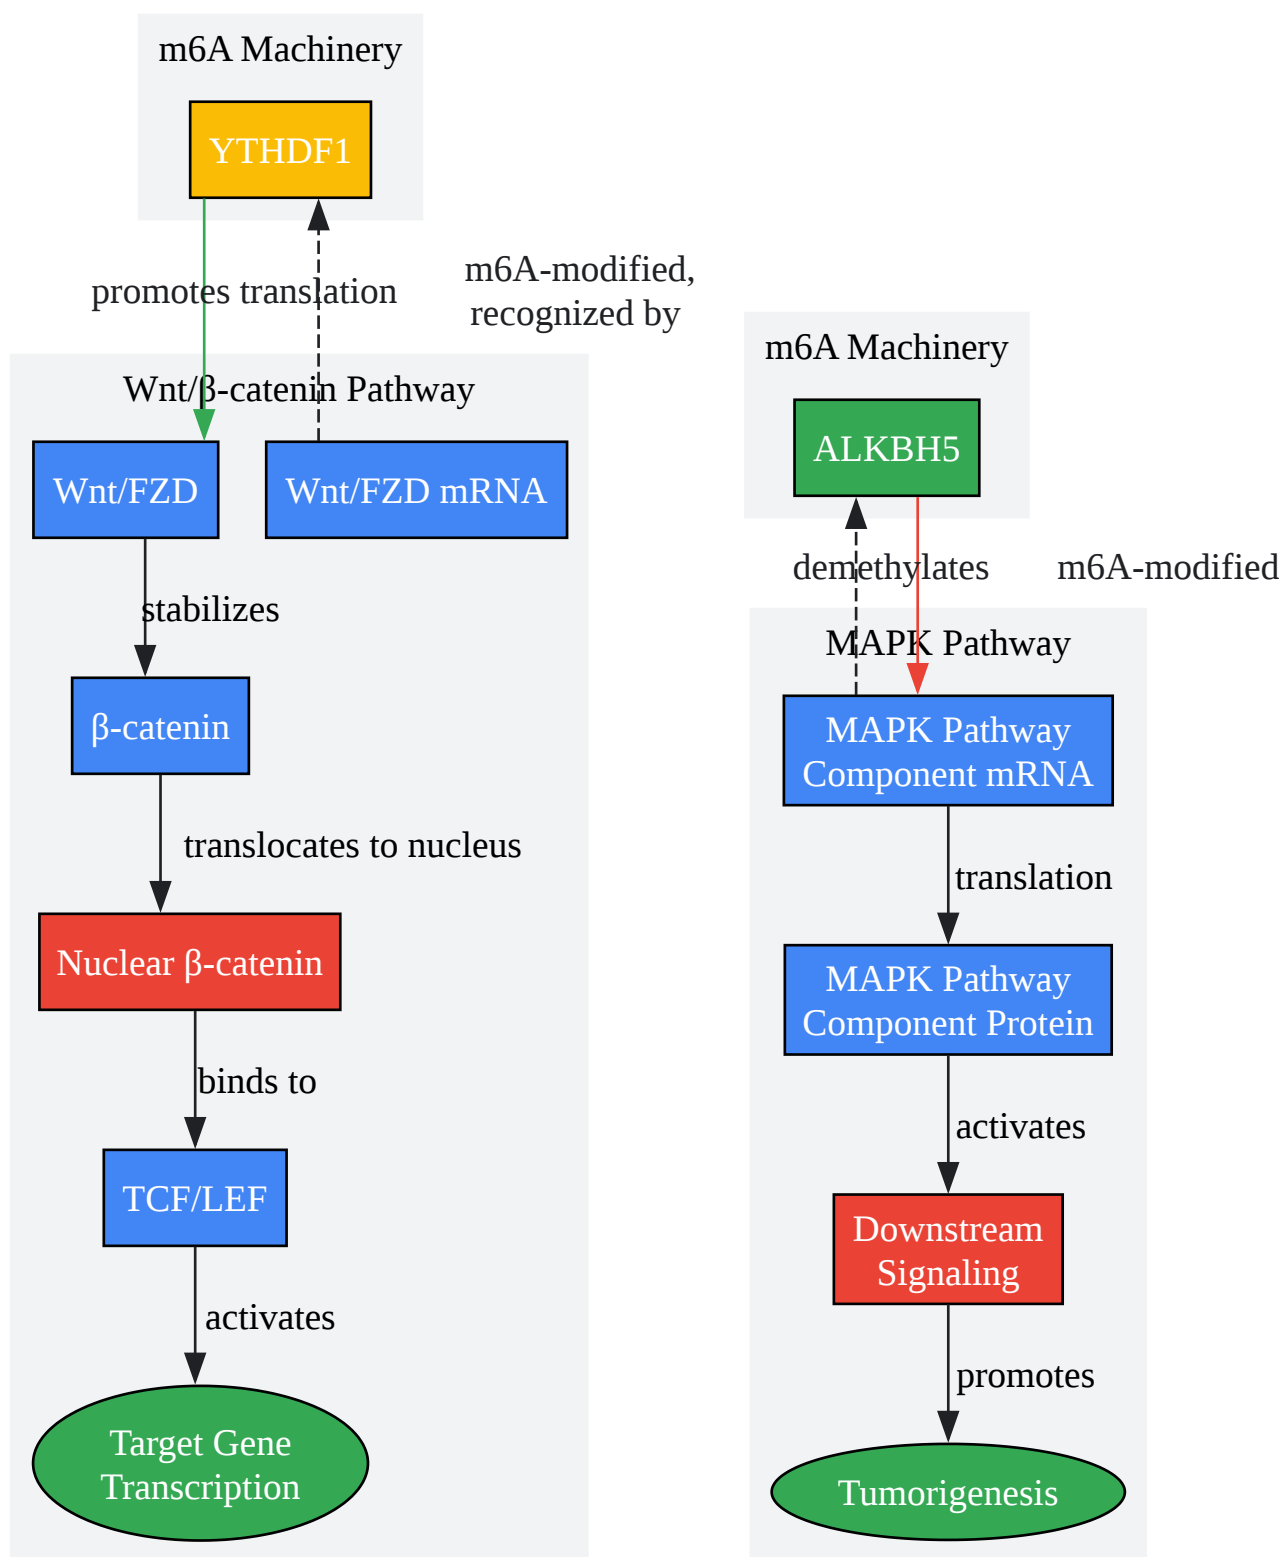 m6A Machinery
YTHDF1
promotes translation
m6A-modified,
recognized by
Wnt/β-catenin Pathway
Wnt/FZD
Wnt/FZD mRNA
stabilizes
β-catenin
translocates to nucleus
Nuclear β-catenin
binds to
TCF/LEF
activates
Target Gene
Transcription
m6A Machinery
ALKBH5
demethylates
m6A-modified
MAPK Pathway
MAPK Pathway
Component mRNA
translation
MAPK Pathway
Component Protein
activates
Downstream
Signaling
promotes
Tumorigenesis